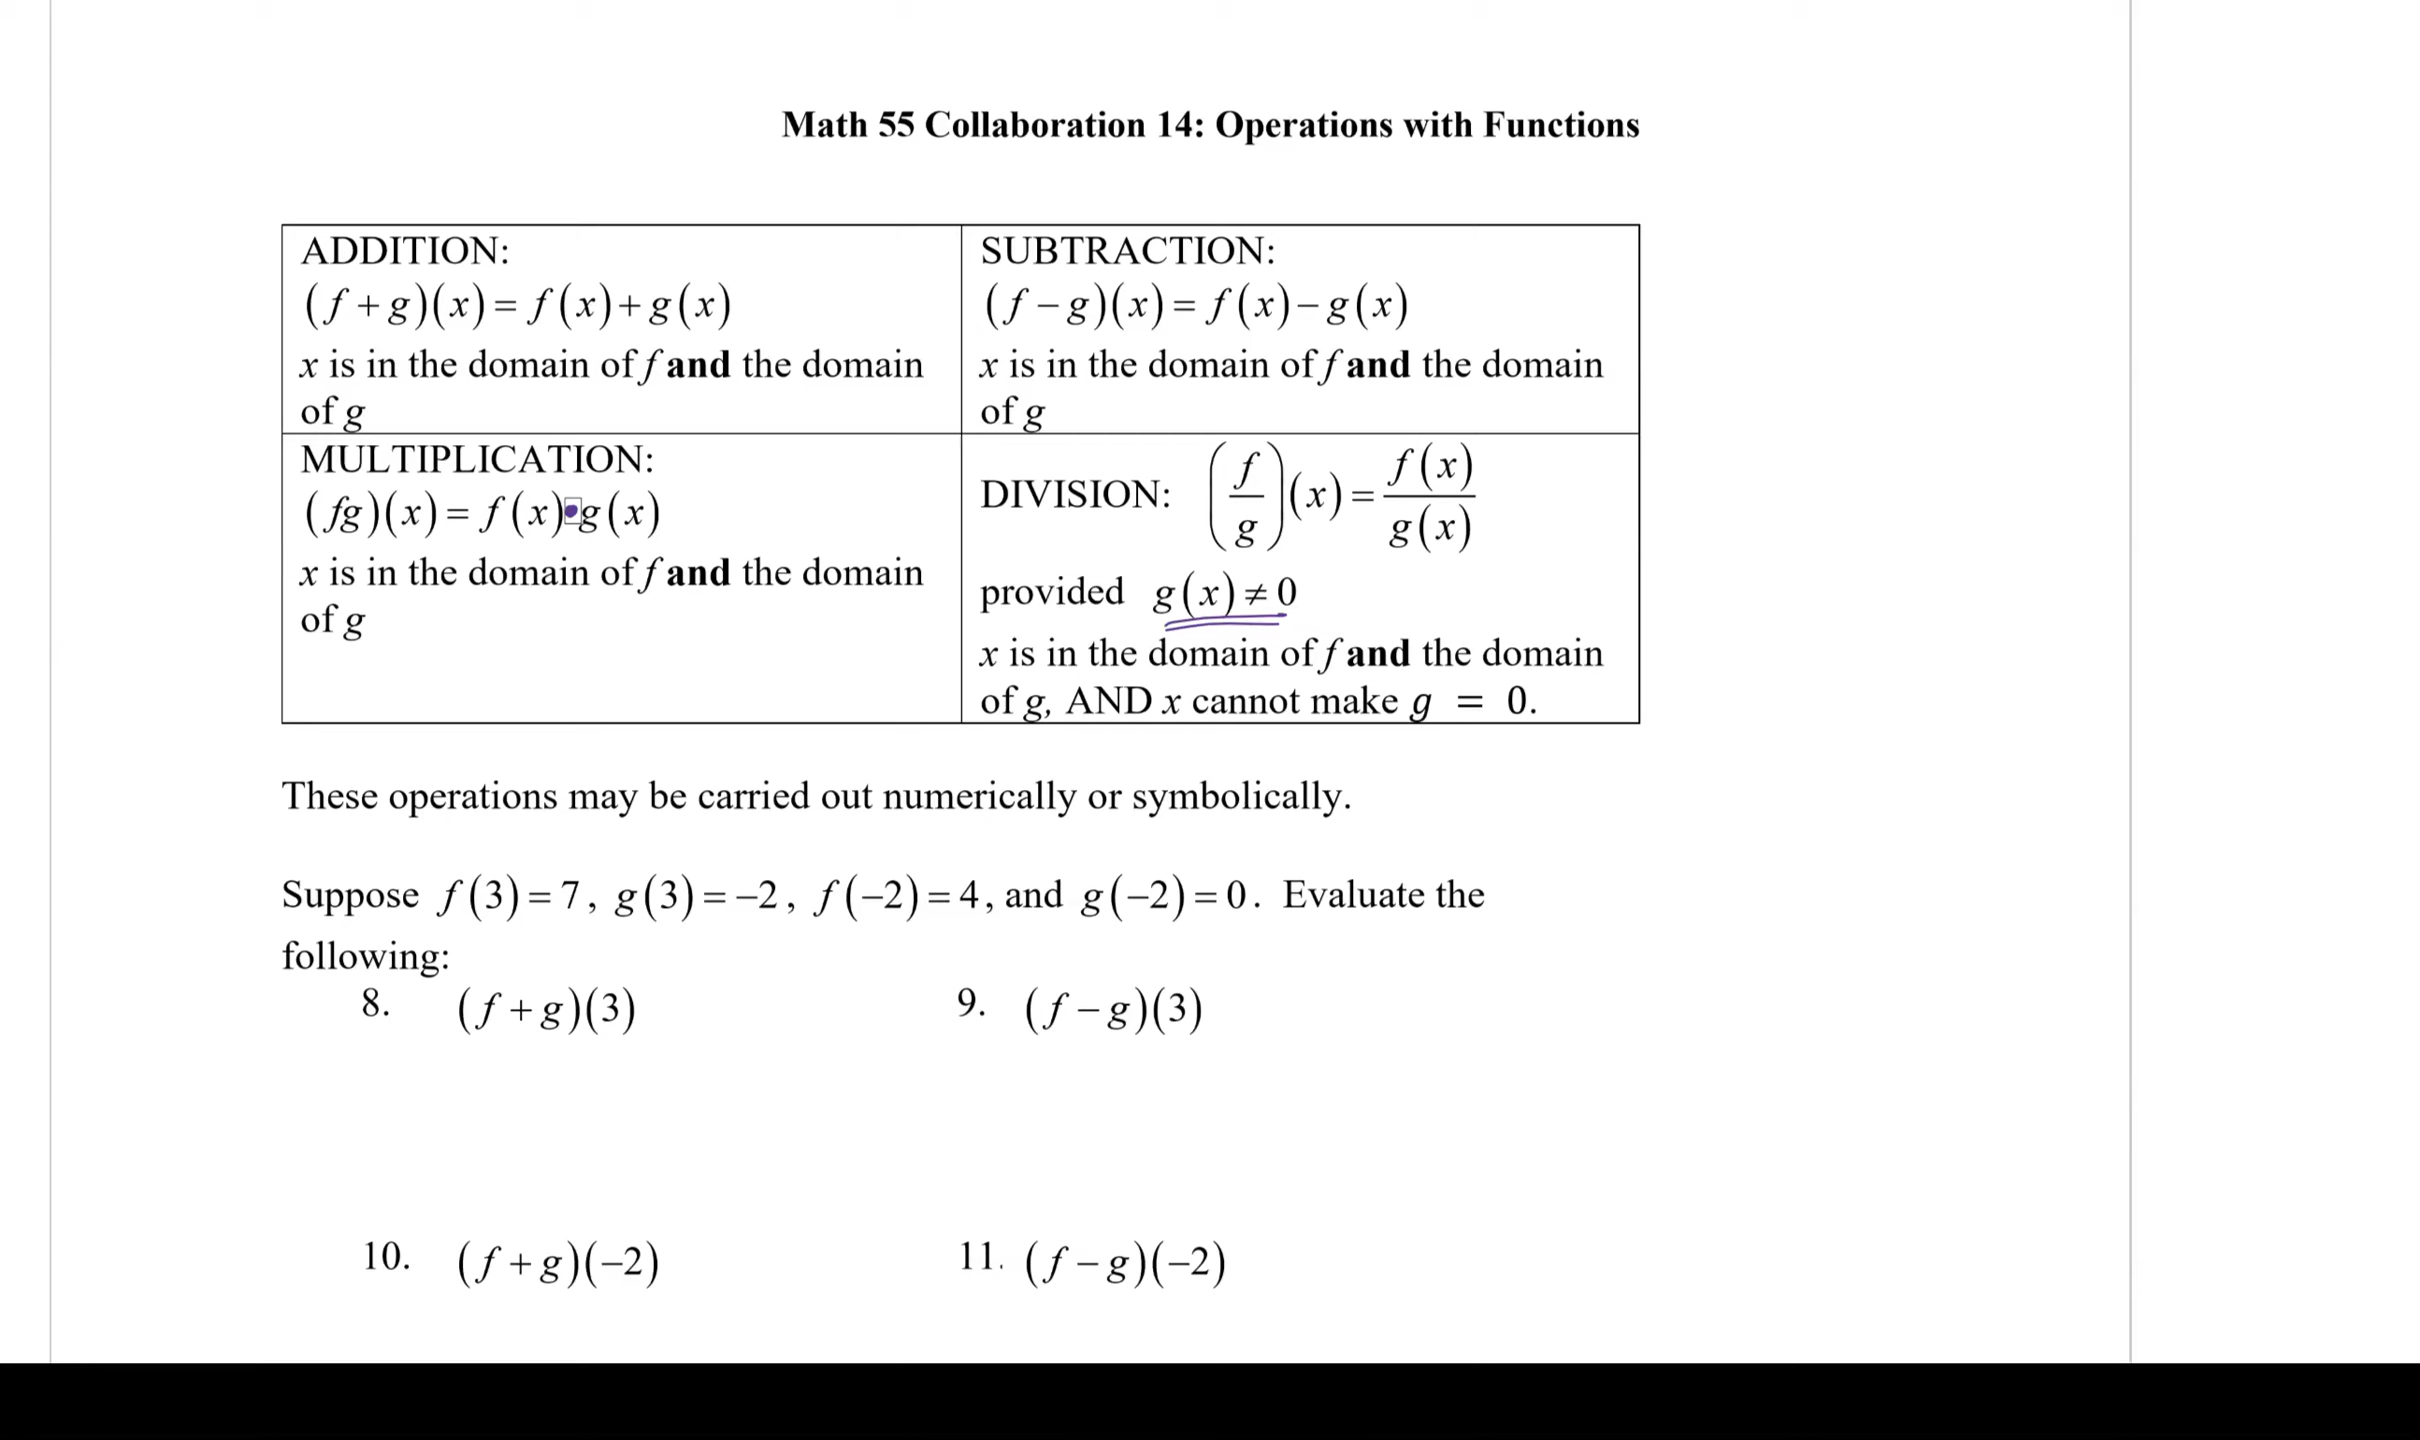 Math 55 Collaboration 14: Operations with Functions
ADDITION:
(f + g)(x) = f(x) + g(x)
x is in the domain of f and the domain
of g
SUBTRACTION:
(f − g)(x) = f(x) − g(x)
x is in the domain of f and the domain
of g
MULTIPLICATION:
(fg)(x) = f(x)•g(x)
x is in the domain of f and the domain
of g
DIVISION: (f/g)(x) = f(x)/g(x)
provided g(x) ≠ 0
x is in the domain of f and the domain
of g, AND x cannot make g = 0.
These operations may be carried out numerically or symbolically.
Suppose f(3) = 7, g(3) = −2, f(−2) = 4, and g(−2) = 0. Evaluate the
following:
8. (f + g)(3)
9. (f − g)(3)
10. (f + g)(−2)
11. (f − g)(−2)